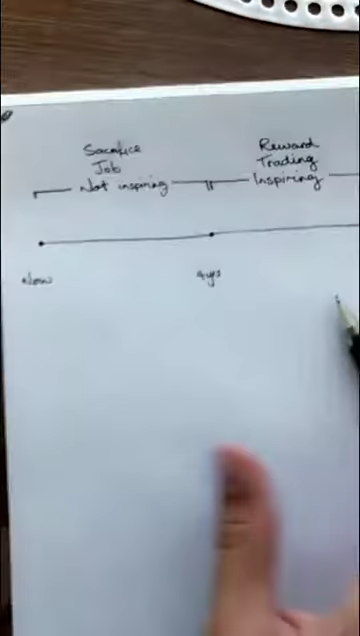 Sacrifice
Job
Not inspiring
Reward
Trading
Inspiring
Now
4yrs